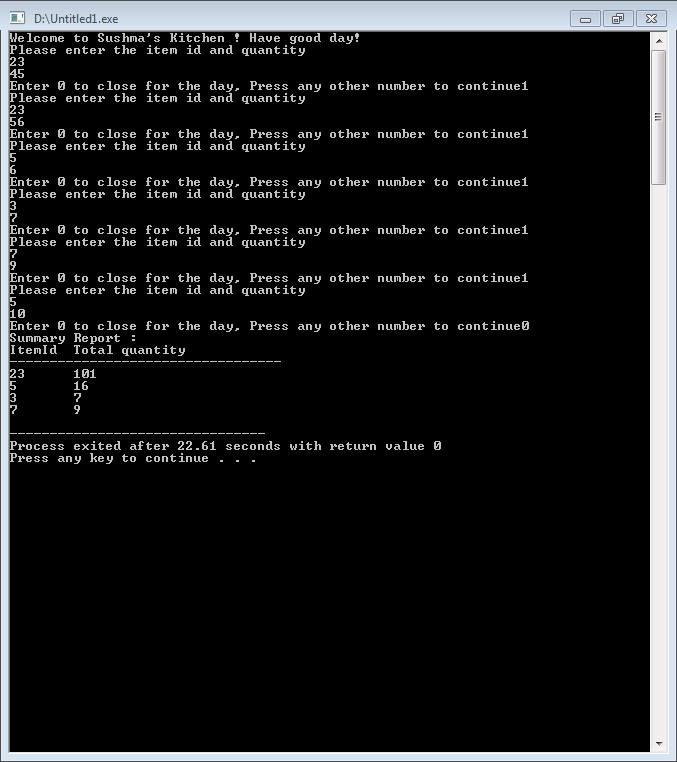 D:\Untitled1.exe
Welcome to Sushma's Kitchen ! Have good day!
Please enter the item id and quantity
23
45
Enter 0 to close for the day, Press any other number to continue1
Please enter the item id and quantity
23
56
Enter 0 to close for the day, Press any other number to continue1
Please enter the item id and quantity
5
6
Enter 0 to close for the day, Press any other number to continue1
Please enter the item id and quantity
3
7
Enter 0 to close for the day, Press any other number to continue1
Please enter the item id and quantity
7
9
Enter 0 to close for the day, Press any other number to continue1
Please enter the item id and quantity
5
10
Enter 0 to close for the day, Press any other number to continue0
Summary Report :
ItemId  Total quantity
----------------------------------
23      101
5       16
3       7
7       9
--------------------------------
Process exited after 22.61 seconds with return value 0
Press any key to continue . . .